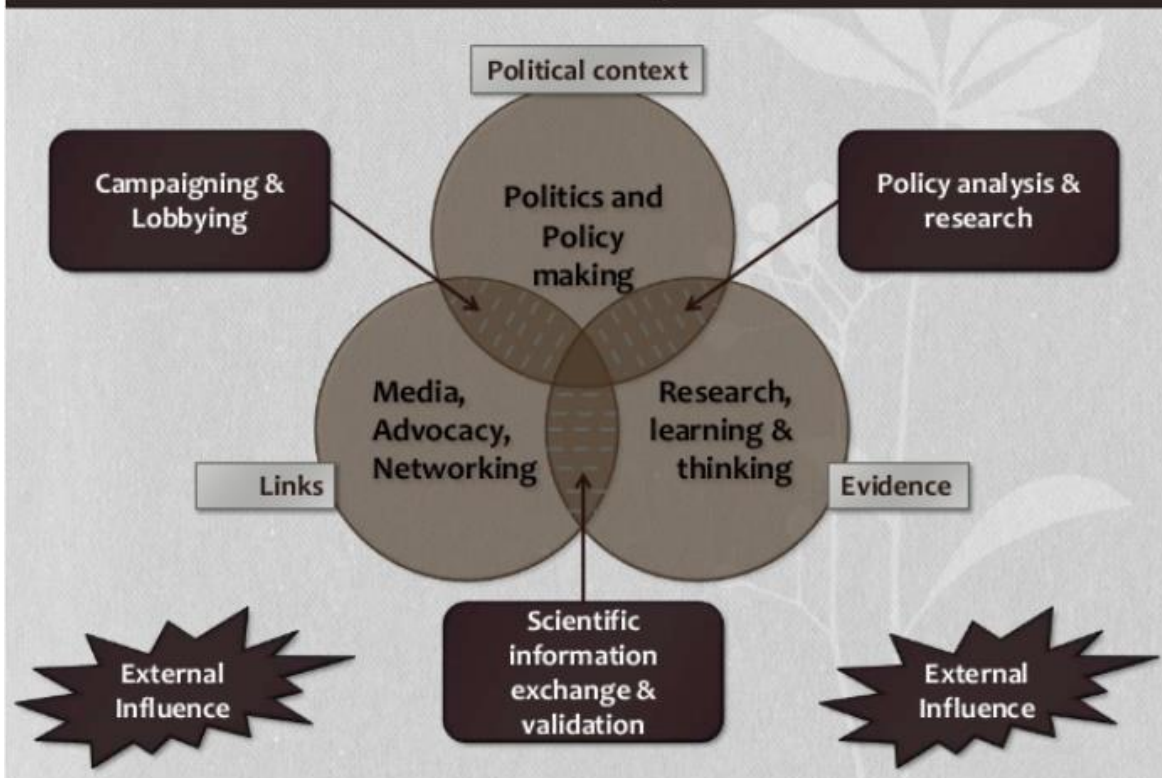 Political context
Campaigning &
Lobbying
Policy analysis &
research
Politics and
Policy
making
Media,
Advocacy,
Networking
Research,
learning &
thinking
Links
Evidence
Scientific
information
exchange &
validation
External
Influence
External
Influence